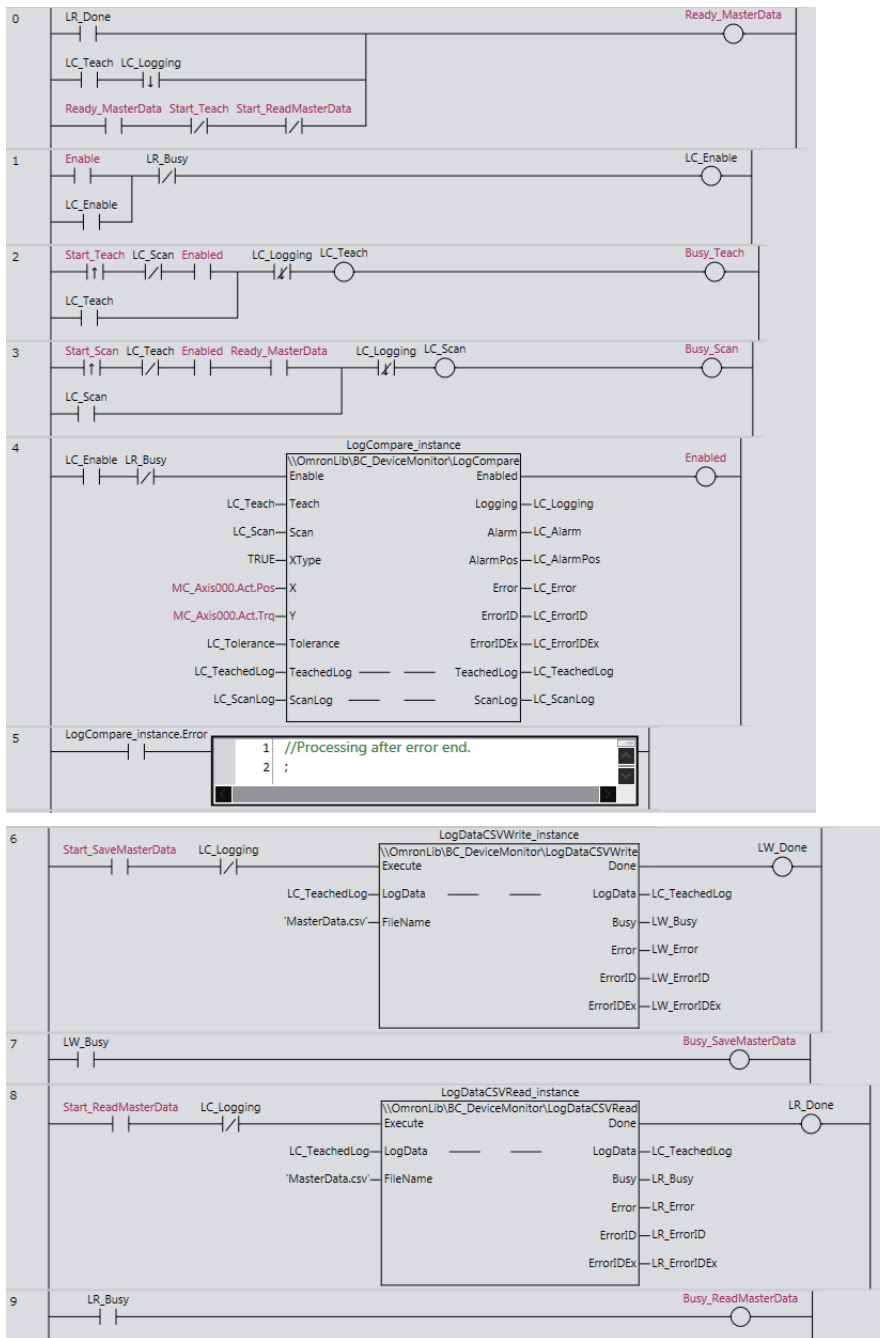 0
LR_Done
Ready_MasterData
LC_Teach LC_Logging
Ready_MasterData Start_Teach Start_ReadMasterData
1
Enable LR_Busy
LC_Enable
LC_Enable
2
Start_Teach LC_Scan Enabled LC_Logging LC_Teach
Busy_Teach
LC_Teach
3
Start_Scan LC_Teach Enabled Ready_MasterData LC_Logging LC_Scan
Busy_Scan
LC_Scan
4
LogCompare_instance
LC_Enable LR_Busy
\\OmronLib\BC_DeviceMonitor\LogCompare
Enabled
Enable Enabled
LC_Teach Teach Logging LC_Logging
LC_Scan Scan Alarm LC_Alarm
TRUE XType AlarmPos LC_AlarmPos
MC_Axis000.Act.Pos X Error LC_Error
MC_Axis000.Act.Trq Y ErrorID LC_ErrorID
LC_Tolerance Tolerance ErrorIDEx LC_ErrorIDEx
LC_TeachedLog TeachedLog TeachedLog LC_TeachedLog
LC_ScanLog ScanLog ScanLog LC_ScanLog
5
LogCompare_instance.Error
1 //Processing after error end.
2 ;
6
LogDataCSVWrite_instance
Start_SaveMasterData LC_Logging
\\OmronLib\BC_DeviceMonitor\LogDataCSVWrite
LW_Done
Execute Done
LC_TeachedLog LogData LogData LC_TeachedLog
'MasterData.csv' FileName Busy LW_Busy
Error LW_Error
ErrorID LW_ErrorID
ErrorIDEx LW_ErrorIDEx
7
LW_Busy
Busy_SaveMasterData
8
LogDataCSVRead_instance
Start_ReadMasterData LC_Logging
\\OmronLib\BC_DeviceMonitor\LogDataCSVRead
LR_Done
Execute Done
LC_TeachedLog LogData LogData LC_TeachedLog
'MasterData.csv' FileName Busy LR_Busy
Error LR_Error
ErrorID LR_ErrorID
ErrorIDEx LR_ErrorIDEx
9
LR_Busy
Busy_ReadMasterData